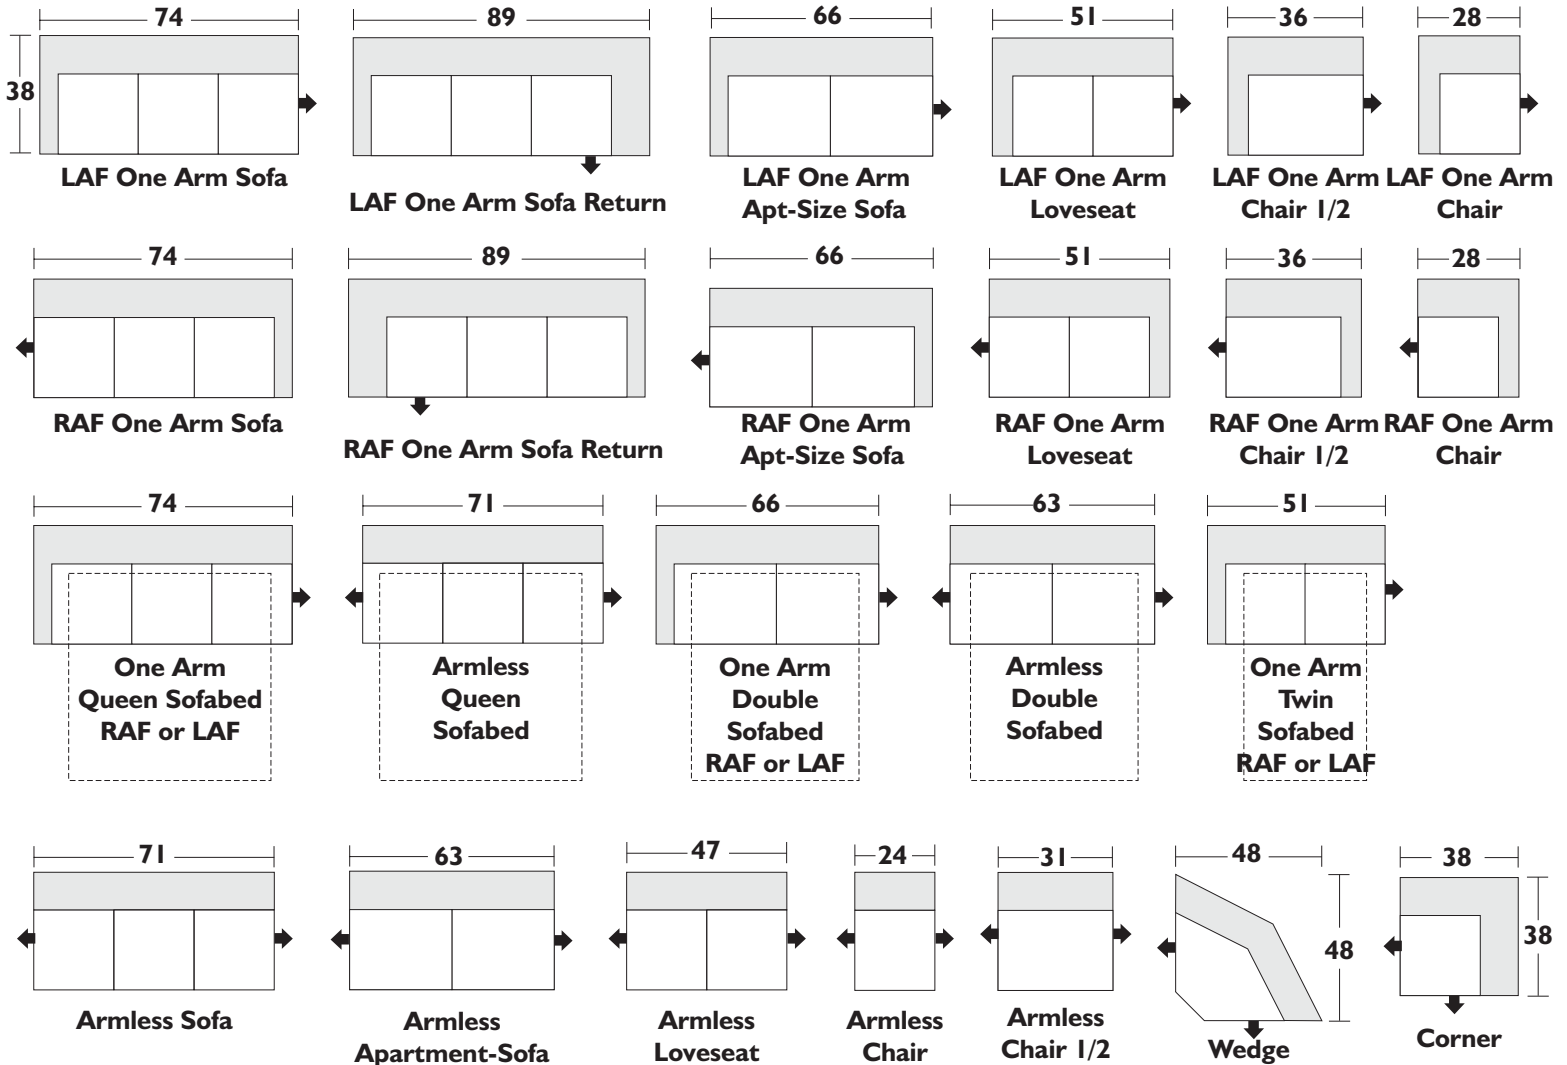 74
89
66
51
36
28
38
LAF One Arm Sofa
LAF One Arm Sofa Return
LAF One Arm
Apt-Size Sofa
LAF One Arm
Loveseat
LAF One Arm
Chair 1/2
LAF One Arm
Chair
74
89
66
51
36
28
RAF One Arm Sofa
RAF One Arm Sofa Return
RAF One Arm
Apt-Size Sofa
RAF One Arm
Loveseat
RAF One Arm
Chair 1/2
RAF One Arm
Chair
74
71
66
63
51
One Arm
Queen Sofabed
RAF or LAF
Armless
Queen
Sofabed
One Arm
Double
Sofabed
RAF or LAF
Armless
Double
Sofabed
One Arm
Twin
Sofabed
RAF or LAF
71
63
47
24
31
48
38
48
38
Armless Sofa
Armless
Apartment-Sofa
Armless
Loveseat
Armless
Chair
Armless
Chair 1/2
Wedge
Corner